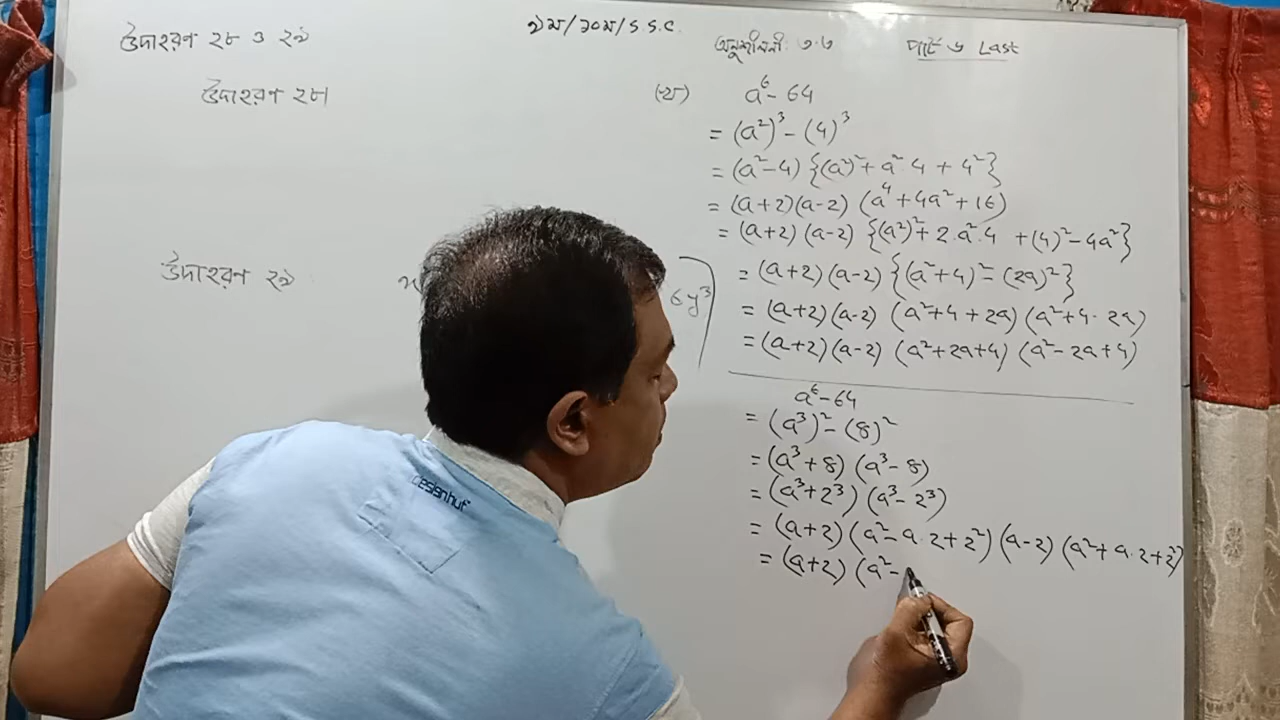 ৯ম/১০ম/S.S.C.
উদাহরণ ২৮ ও ২৯
অনুশীলনী: ৩.৩ পার্ট ৬ Last
উদাহরণ ২৮।
উদাহরণ ২৯
6y³
(খ) a⁶ - 64
= (a²)³ - (4)³
= (a²-4) {(a²)² + a².4 + 4²}
= (a+2)(a-2) (a⁴ + 4a² + 16)
= (a+2) (a-2) {(a²)² + 2.a².4 + (4)² - 4a²}
= (a+2) (a-2) {(a²+4)² - (2a)²}
= (a+2)(a-2) (a²+4+2a) (a²+4-2a)
= (a+2)(a-2) (a²+2a+4) (a²-2a+4)
a⁶-64
= (a³)² - (8)²
= (a³+8) (a³-8)
= (a³+2³) (a³-2³)
= (a+2) (a²-a.2+2²) (a-2) (a²+a.2+2²)
= (a+2) (a² -
Designhut